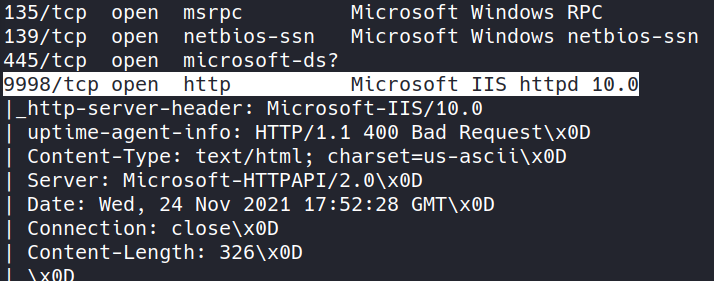 135/tcp  open  msrpc         Microsoft Windows RPC
139/tcp  open  netbios-ssn   Microsoft Windows netbios-ssn
445/tcp  open  microsoft-ds?
9998/tcp open  http          Microsoft IIS httpd 10.0
|_http-server-header: Microsoft-IIS/10.0
| uptime-agent-info: HTTP/1.1 400 Bad Request\x0D
| Content-Type: text/html; charset=us-ascii\x0D
| Server: Microsoft-HTTPAPI/2.0\x0D
| Date: Wed, 24 Nov 2021 17:52:28 GMT\x0D
| Connection: close\x0D
| Content-Length: 326\x0D
| \x0D